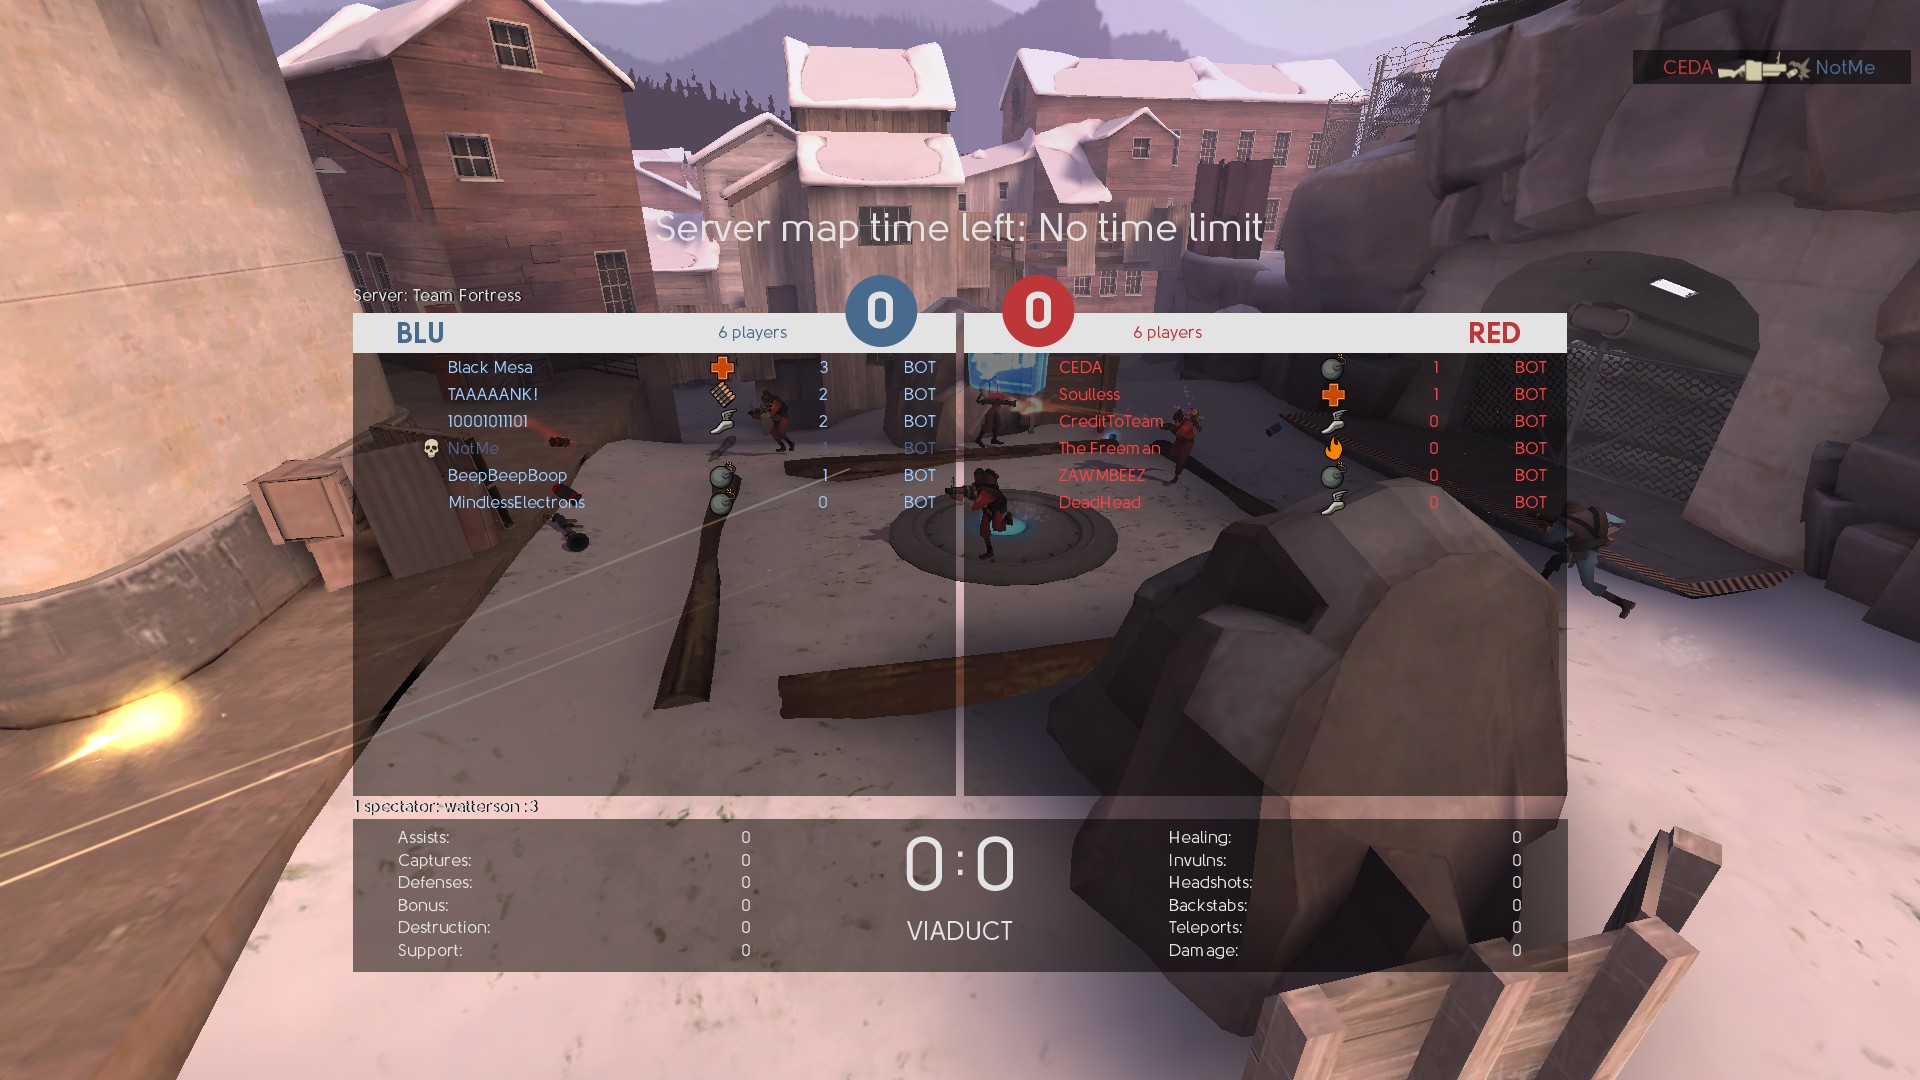 CEDA NotMe
Server map time left: No time limit
Server: Team Fortress
BLU 6 players 0
0 6 players RED
Black Mesa 3 BOT
TAAAAANK! 2 BOT
10001011101 2 BOT
NotMe 1 BOT
BeepBeepBoop 1 BOT
MindlessElectrons 0 BOT
CEDA 1 BOT
Soulless 1 BOT
CreditToTeam 0 BOT
The Freeman 0 BOT
ZAWMBEEZ 0 BOT
DeadHead 0 BOT
1 spectator: watterson :3
Assists: 0
Captures: 0
Defenses: 0
Bonus: 0
Destruction: 0
Support: 0
0:0
VIADUCT
Healing: 0
Invulns: 0
Headshots: 0
Backstabs: 0
Teleports: 0
Damage: 0